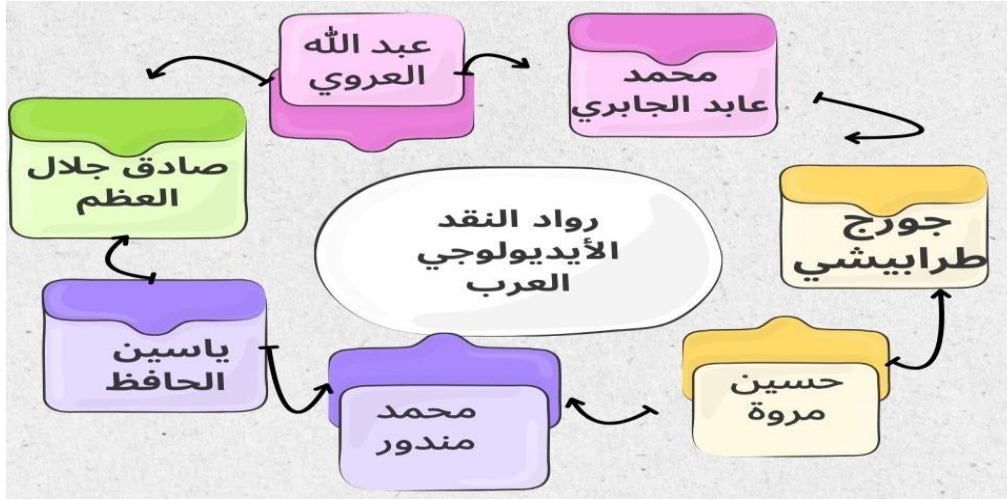 عبد الله
العروي
محمد
عابد الجابري
صادق جلال
العظم
رواد النقد
الأيديولوجي
العرب
جورج
طرابيشي
ياسين
الحافظ
محمد
مندور
حسين
مروة